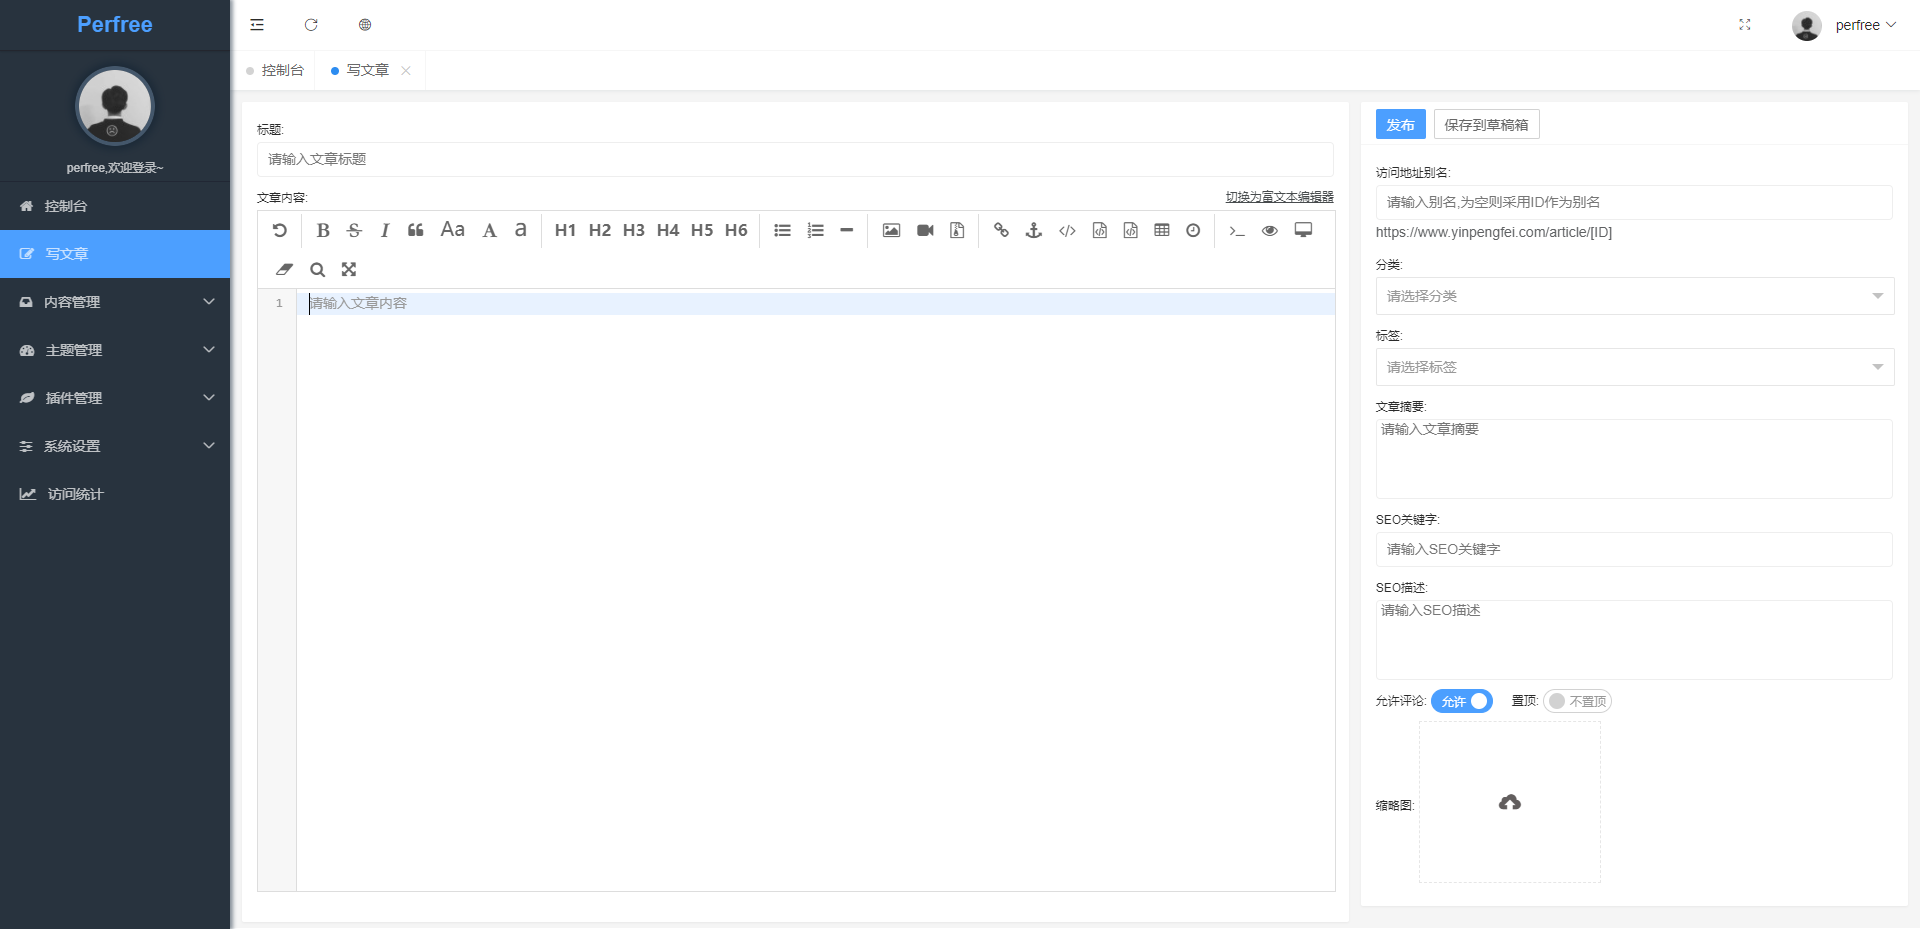 Perfree
perfree,欢迎登录~
控制台
写文章
内容管理
主题管理
插件管理
系统设置
访问统计
perfree
控制台
写文章
标题:
请输入文章标题
文章内容:
切换为富文本编辑器
B S I Aa A a H1 H2 H3 H4 H5 H6
1
请输入文章内容
发布
保存到草稿箱
访问地址别名:
请输入别名,为空则采用ID作为别名
https://www.yinpengfei.com/article/[ID]
分类:
请选择分类
标签:
请选择标签
文章摘要:
请输入文章摘要
SEO关键字:
请输入SEO关键字
SEO描述:
请输入SEO描述
允许评论: 允许 置顶: 不置顶
缩略图: